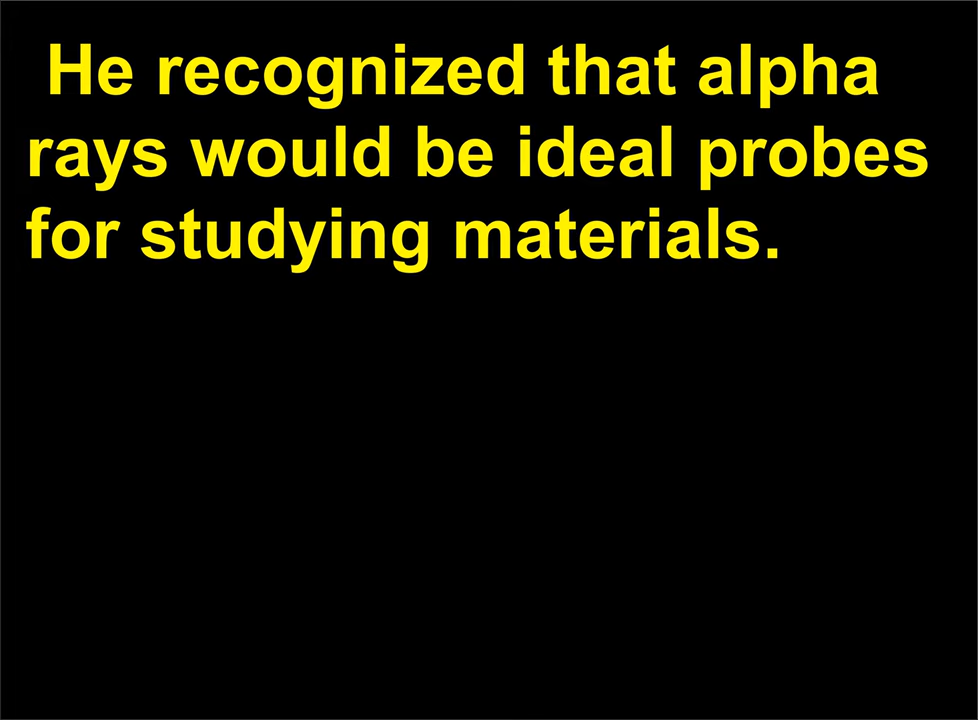 He recognized that alpha
rays would be ideal probes
for studying materials.